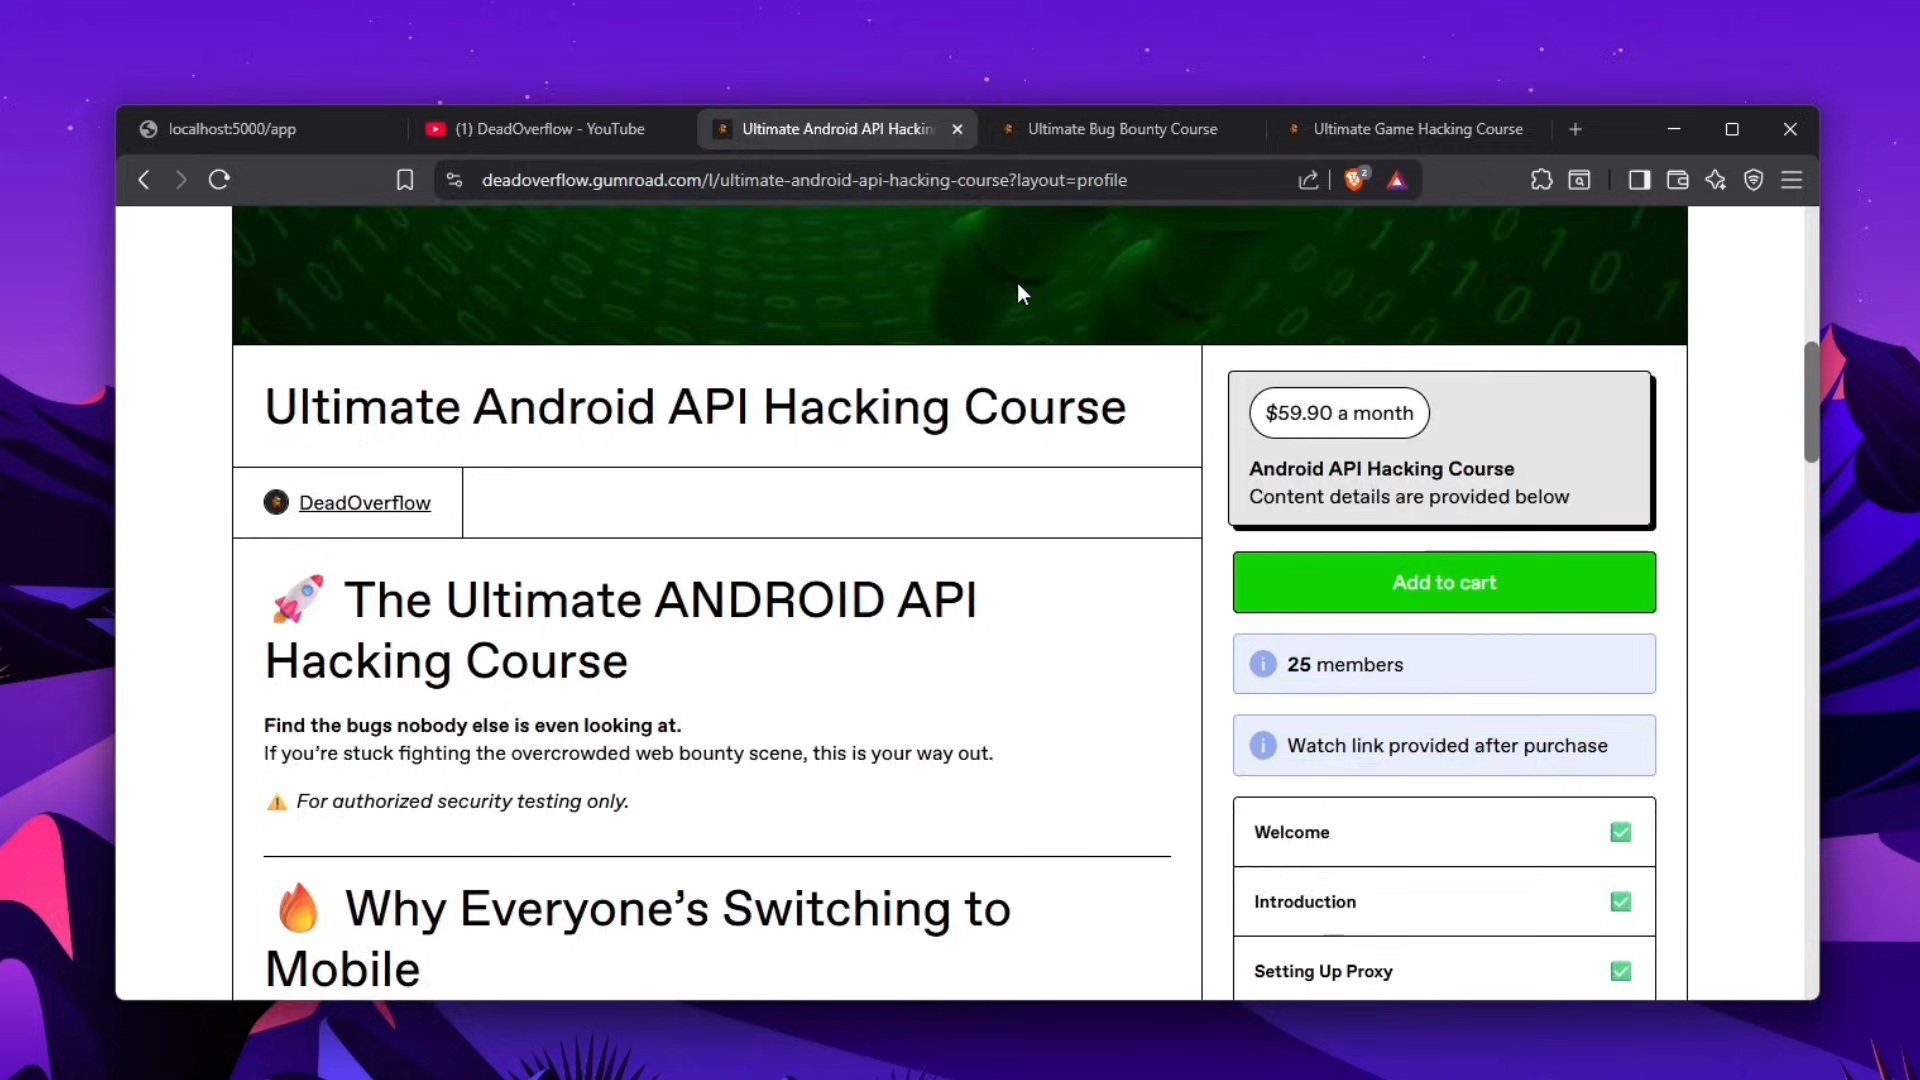 localhost:5000/app
(1) DeadOverflow - YouTube
Ultimate Android API Hackin
Ultimate Bug Bounty Course
Ultimate Game Hacking Course
deadoverflow.gumroad.com/l/ultimate-android-api-hacking-course?layout=profile
2
Ultimate Android API Hacking Course
DeadOverflow
🚀 The Ultimate ANDROID API
Hacking Course
Find the bugs nobody else is even looking at.
If you’re stuck fighting the overcrowded web bounty scene, this is your way out.
⚠️ For authorized security testing only.
🔥 Why Everyone’s Switching to
Mobile
$59.90 a month
Android API Hacking Course
Content details are provided below
Add to cart
25 members
Watch link provided after purchase
Welcome ✅
Introduction ✅
Setting Up Proxy ✅